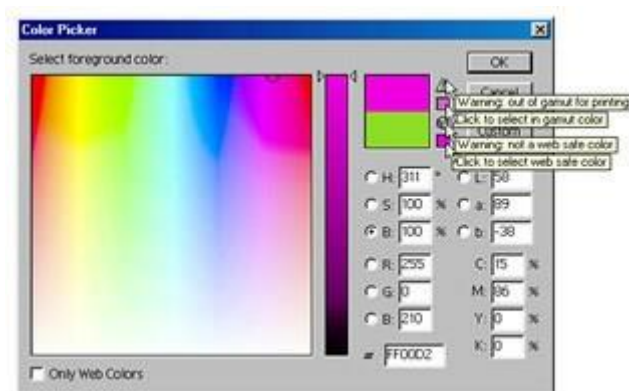 Color Picker
Select foreground color:
OK
Cancel
Warning: out of gamut for printing
Click to select in gamut color
Custom
Warning: not a web safe color
Click to select web safe color
H: 311 °
L: 58
S: 100 %
a: 89
B: 100 %
b: -38
R: 255
C: 15 %
G: 0
M: 86 %
B: 210
Y: 0 %
# FF00D2
K: 0 %
Only Web Colors